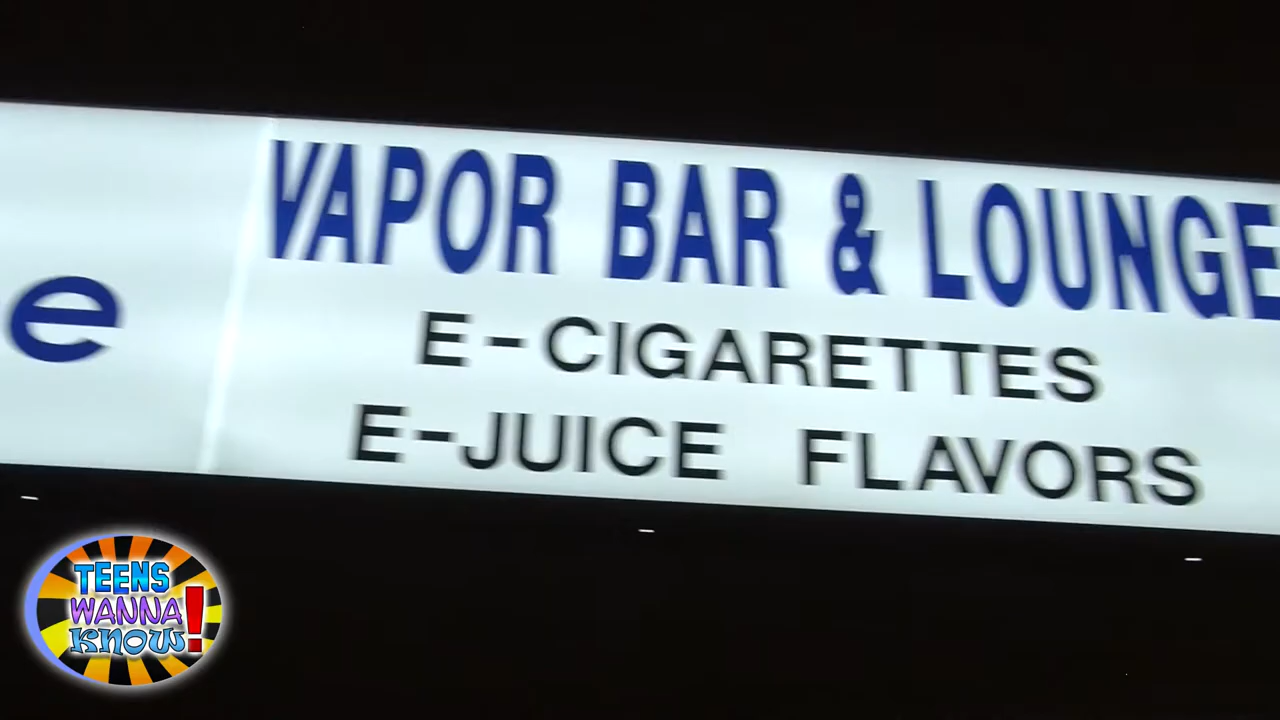 VAPOR BAR & LOUNGE
e
E-CIGARETTES
E-JUICE FLAVORS
TEENS
WANNA
KNOW!